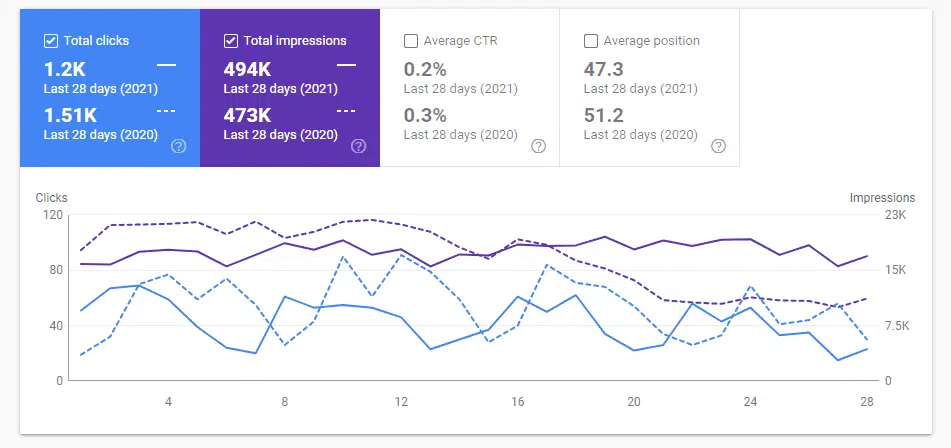 Total clicks
1.2K
Last 28 days (2021)
1.51K
Last 28 days (2020)
Total impressions
494K
Last 28 days (2021)
473K
Last 28 days (2020)
Average CTR
0.2%
Last 28 days (2021)
0.3%
Last 28 days (2020)
Average position
47.3
Last 28 days (2021)
51.2
Last 28 days (2020)
Clicks
Impressions
120
23K
80
15K
40
7.5K
0
0
4 8 12 16 20 24 28